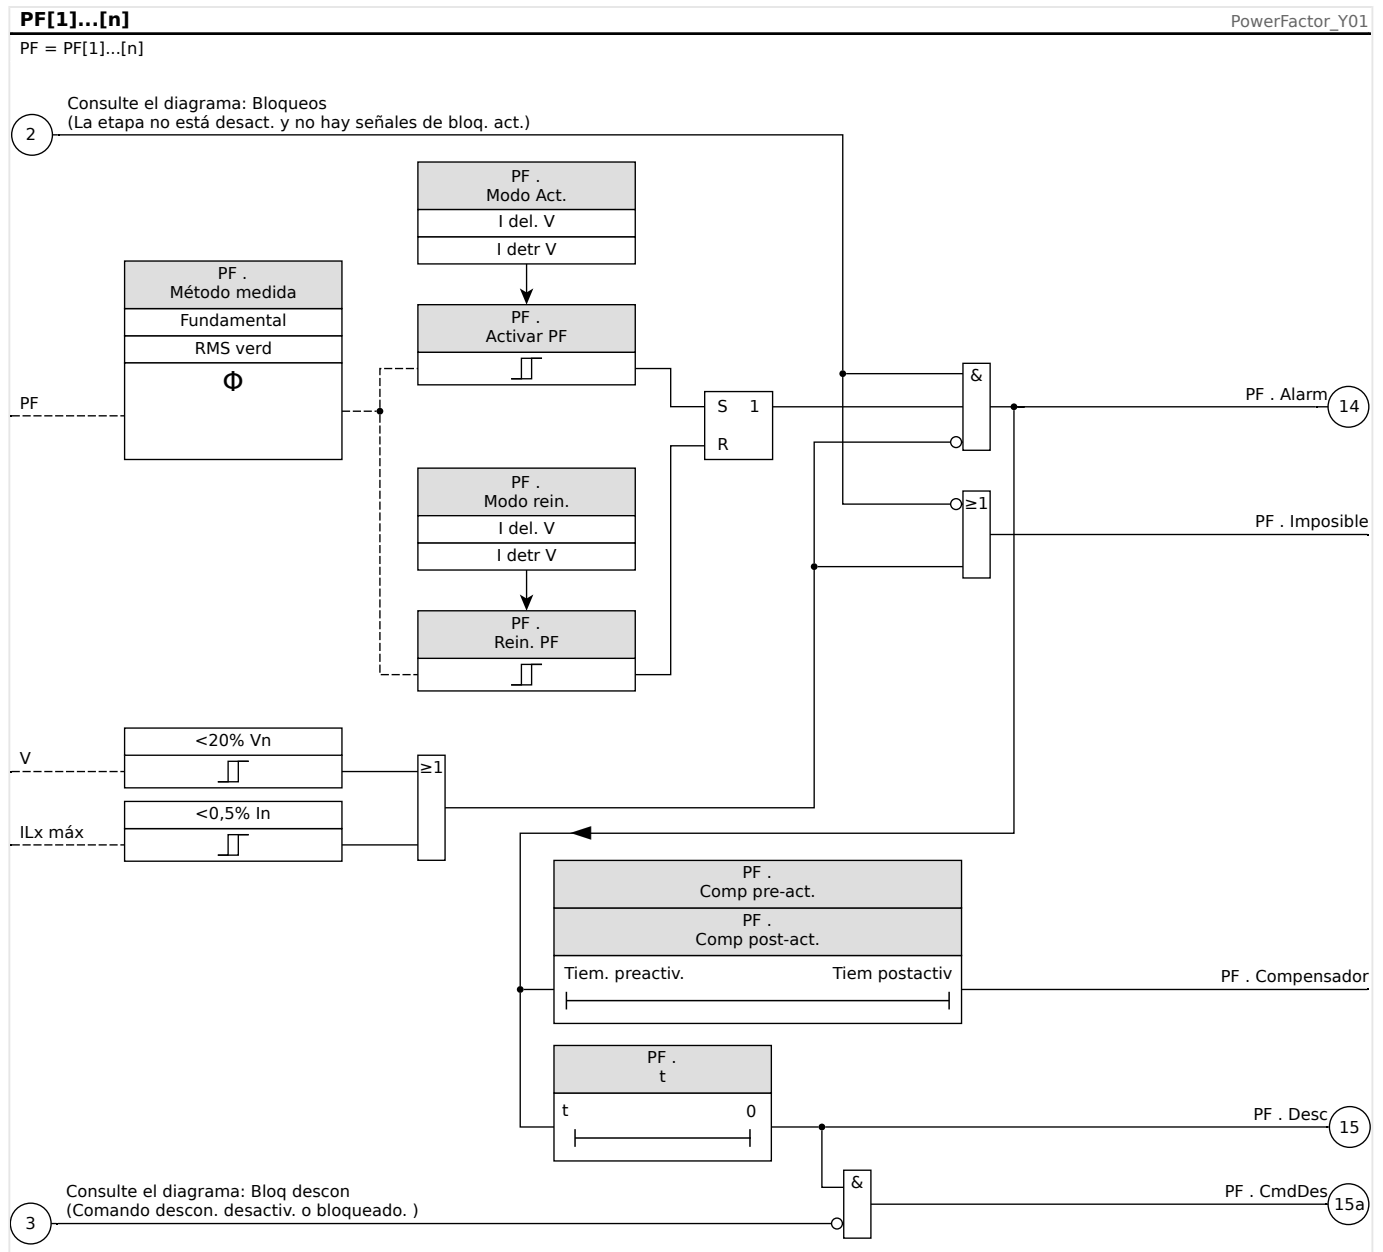 PF[1]...[n]
PowerFactor_Y01
PF = PF[1]...[n]
Consulte el diagrama: Bloqueos
(La etapa no está desact. y no hay señales de bloq. act.)
2
PF .
Modo Act.
I del. V
I detr V
PF .
Método medida
Fundamental
RMS verd
Φ
PF
PF .
Activar PF
S 1
R
&
PF . Alarm
14
PF .
Modo rein.
I del. V
I detr V
≥1
PF . Imposible
PF .
Rein. PF
<20% Vn
V
≥1
<0,5% In
ILx máx
PF .
Comp pre-act.
PF .
Comp post-act.
Tiem. preactiv. Tiem postactiv
PF . Compensador
PF .
t
t 0
PF . Desc
15
&
PF . CmdDes
15a
Consulte el diagrama: Bloq descon
(Comando descon. desactiv. o bloqueado. )
3